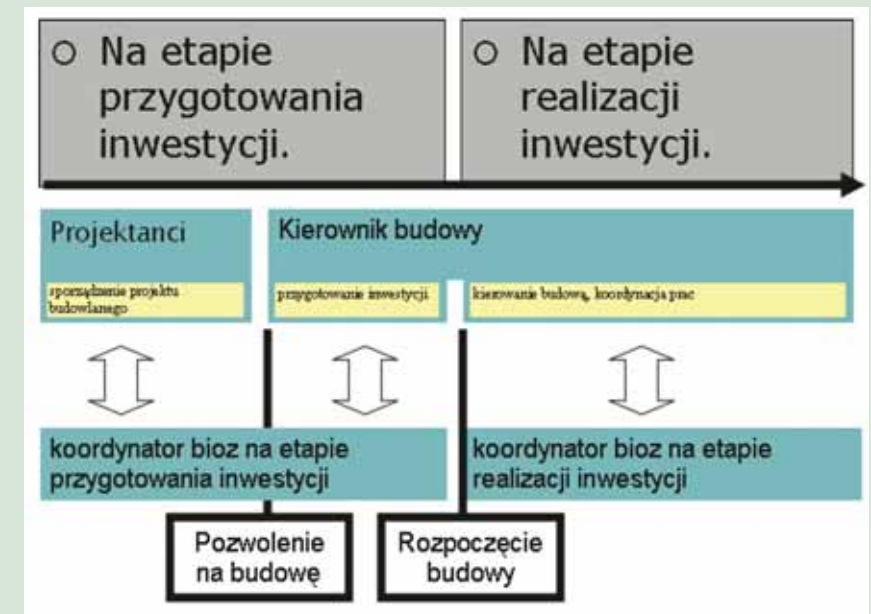 Na etapie
przygotowania
inwestycji.
Na etapie
realizacji
inwestycji.
Projektanci
sporządzenie projektu
budowlanego
Kierownik budowy
przygotowanie inwestycji
kierowanie budową, koordynacja prac
koordynator bioz na etapie
przygotowania inwestycji
koordynator bioz na etapie
realizacji inwestycji
Pozwolenie
na budowę
Rozpoczęcie
budowy